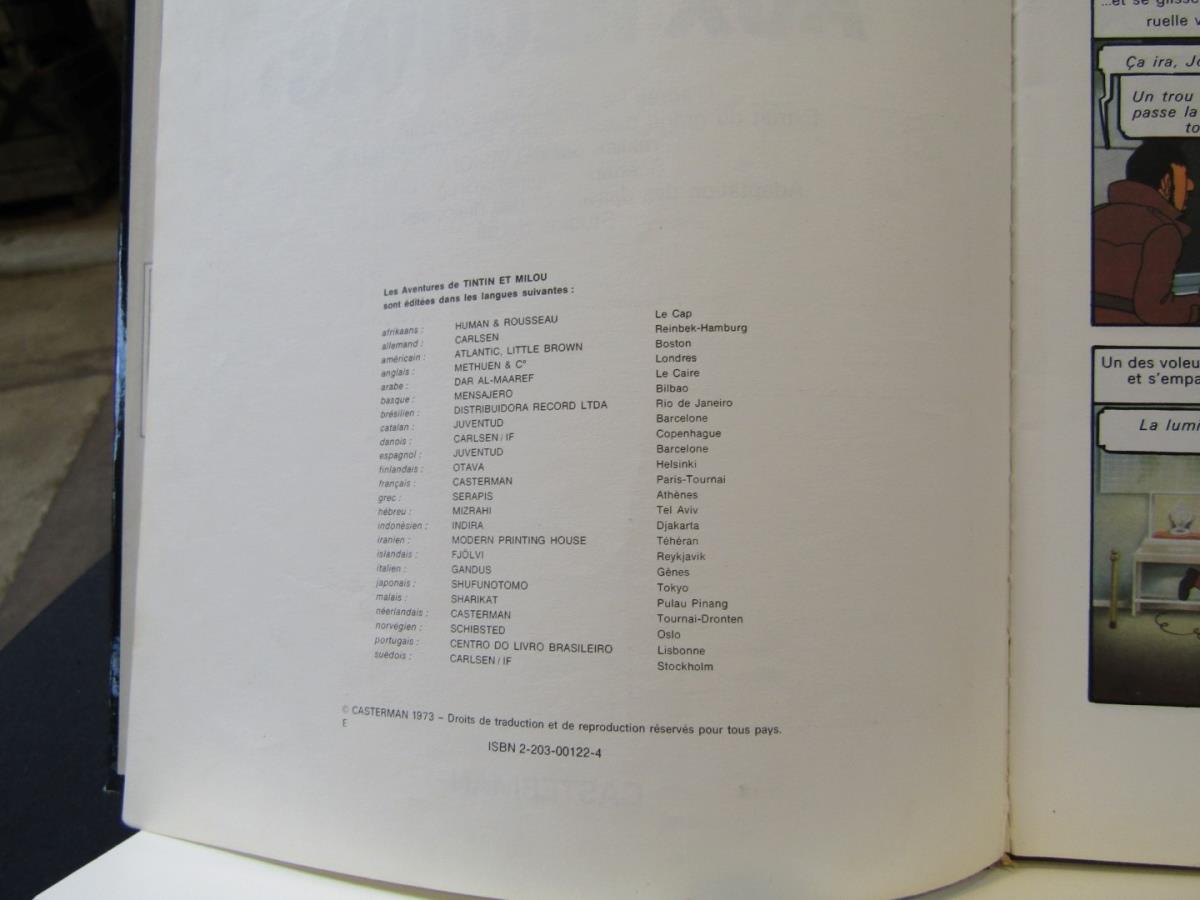 Les Aventures de TINTIN ET MILOU
sont éditées dans les langues suivantes :
afrikaans : HUMAN & ROUSSEAU Le Cap
allemand : CARLSEN Reinbek-Hamburg
américain : ATLANTIC, LITTLE BROWN Boston
anglais : METHUEN & C° Londres
arabe : DAR AL-MAAREF Le Caire
basque : MENSAJERO Bilbao
brésilien : DISTRIBUIDORA RECORD LTDA Rio de Janeiro
catalan : JUVENTUD Barcelone
danois : CARLSEN/IF Copenhague
espagnol : JUVENTUD Barcelone
finlandais : OTAVA Helsinki
français : CASTERMAN Paris-Tournai
grec : SERAPIS Athènes
hébreu : MIZRAHI Tel Aviv
indonésien : INDIRA Djakarta
iranien : MODERN PRINTING HOUSE Téhéran
islandais : FJÖLVI Reykjavik
italien : GANDUS Gênes
japonais : SHUFUNOTOMO Tokyo
malais : SHARIKAT Pulau Pinang
néerlandais : CASTERMAN Tournai-Dronten
norvégien : SCHIBSTED Oslo
portugais : CENTRO DO LIVRO BRASILEIRO Lisbonne
suédois : CARLSEN/IF Stockholm
© CASTERMAN 1973 – Droits de traduction et de reproduction réservés pour tous pays.
E
ISBN 2-203-00122-4
...et se
ruelle
Ça ira,
Un trou
passe la
Un des
et
La